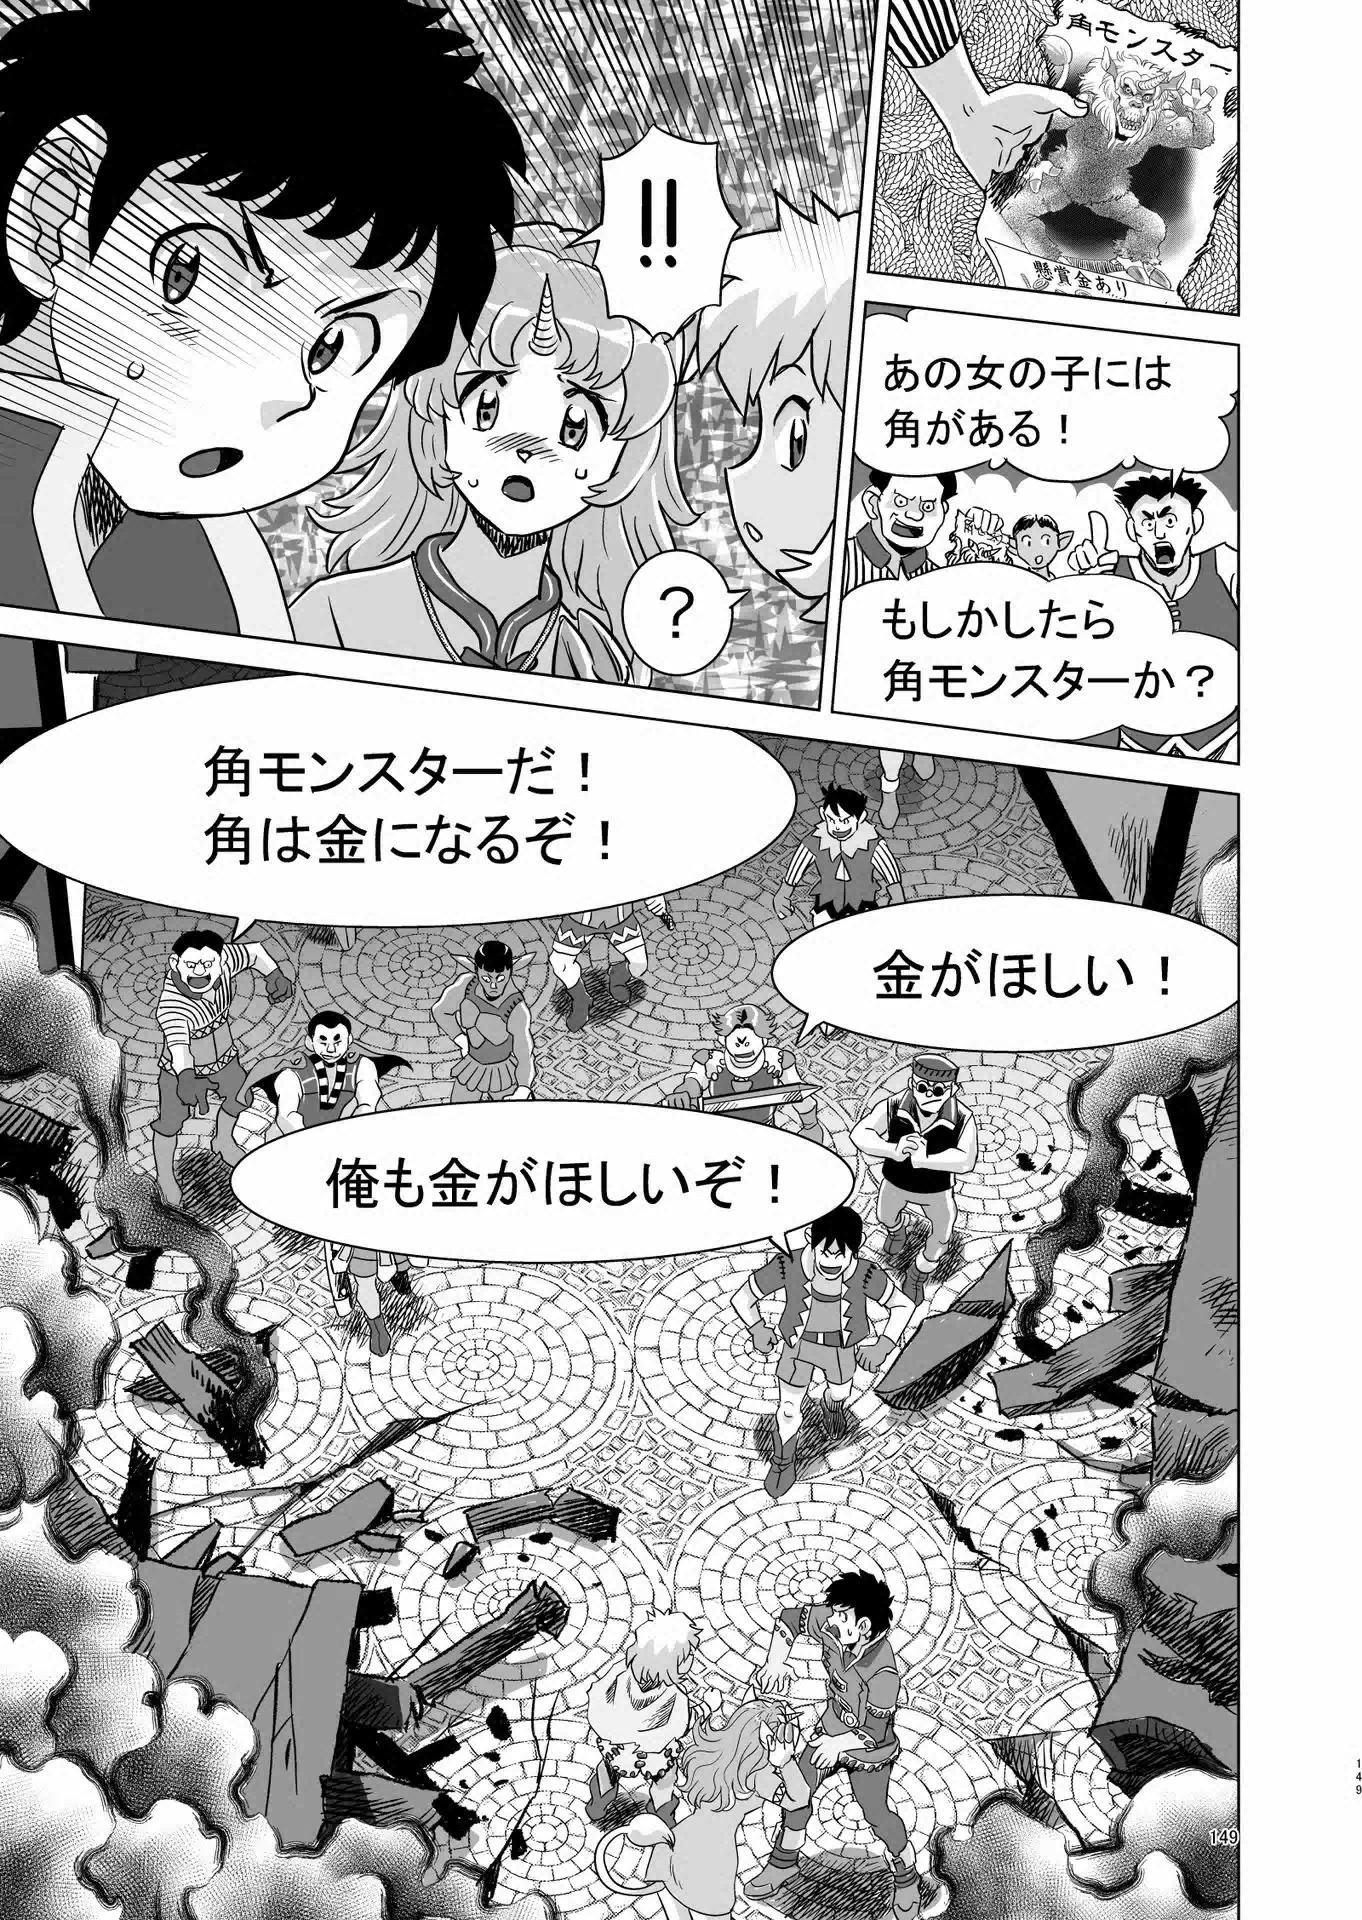 角モンスター
懸賞金あり
あの女の子には
角がある！
もしかしたら
角モンスターか？
!!
？
角モンスターだ！
角は金になるぞ！
金がほしい！
俺も金がほしいぞ！
149
149